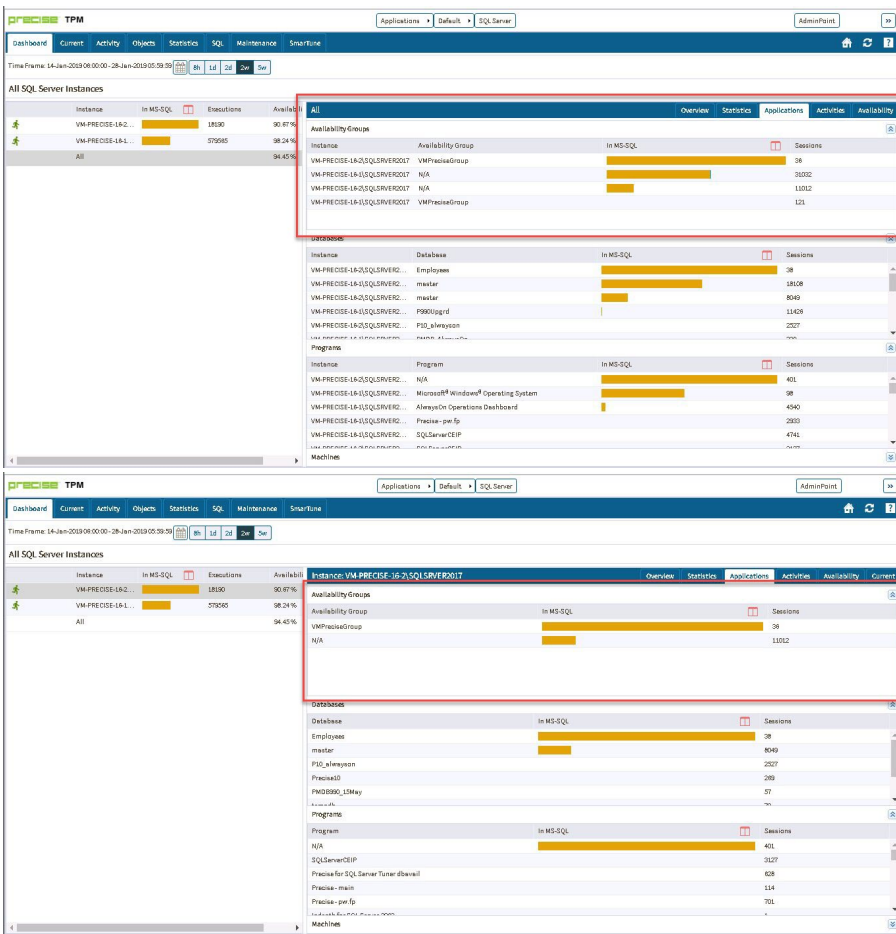 precise TPM Applications Default SQL Server AdminPoint »
Dashboard Current Activity Objects Statistics SQL Maintenance SmarTune ?
Time Frame: 14-Jan-2019 06:00:00 - 28-Jan-2019 05:59:59 8h 1d 2d 2w 5w
All SQL Server Instances
Instance In MS-SQL Executions Availabili
VM-PRECISE-16-2... 18190 90.67%
VM-PRECISE-16-1... 579565 98.24%
All 94.45%
All Overview Statistics Applications Activities Availability
Availability Groups
Instance Availability Group In MS-SQL Sessions
VM-PRECISE-16-2\SQLSRVER2017 VMPreciseGroup 36
VM-PRECISE-16-1\SQLSRVER2017 N/A 31032
VM-PRECISE-16-2\SQLSRVER2017 N/A 11012
VM-PRECISE-16-1\SQLSRVER2017 VMPreciseGroup 121
Databases
Instance Database In MS-SQL Sessions
VM-PRECISE-16-2\SQLSRVER2... Employees 38
VM-PRECISE-16-1\SQLSRVER2... master 18108
VM-PRECISE-16-2\SQLSRVER2... master 8049
VM-PRECISE-16-1\SQLSRVER2... P990Upgrd 11426
VM-PRECISE-16-2\SQLSRVER2... P10_alwayson 2527
Programs
Instance Program In MS-SQL Sessions
VM-PRECISE-16-2\SQLSRVER2... N/A 401
VM-PRECISE-16-1\SQLSRVER2... Microsoft® Windows® Operating System 98
VM-PRECISE-16-1\SQLSRVER2... AlwaysOn Operations Dashboard 4540
VM-PRECISE-16-1\SQLSRVER2... Precise - pw.fp 2933
VM-PRECISE-16-1\SQLSRVER2... SQLServerCEIP 4741
Machines
precise TPM Applications Default SQL Server AdminPoint »
Dashboard Current Activity Objects Statistics SQL Maintenance SmarTune ?
Time Frame: 14-Jan-2019 06:00:00 - 28-Jan-2019 05:59:59 8h 1d 2d 2w 5w
All SQL Server Instances
Instance In MS-SQL Executions Availabili
VM-PRECISE-16-2... 18190 90.67%
VM-PRECISE-16-1... 579565 98.24%
All 94.45%
Instance: VM-PRECISE-16-2\SQLSRVER2017 Overview Statistics Applications Activities Availability Current
Availability Groups
Availability Group In MS-SQL Sessions
VMPreciseGroup 36
N/A 11012
Databases
Database In MS-SQL Sessions
Employees 38
master 8049
P10_alwayson 2527
Precise10 269
PMDB990_15May 57
Programs
Program In MS-SQL Sessions
N/A 401
SQLServerCEIP 3127
Precise for SQL Server Tuner dbavail 628
Precise - main 114
Precise - pw.fp 701
Machines